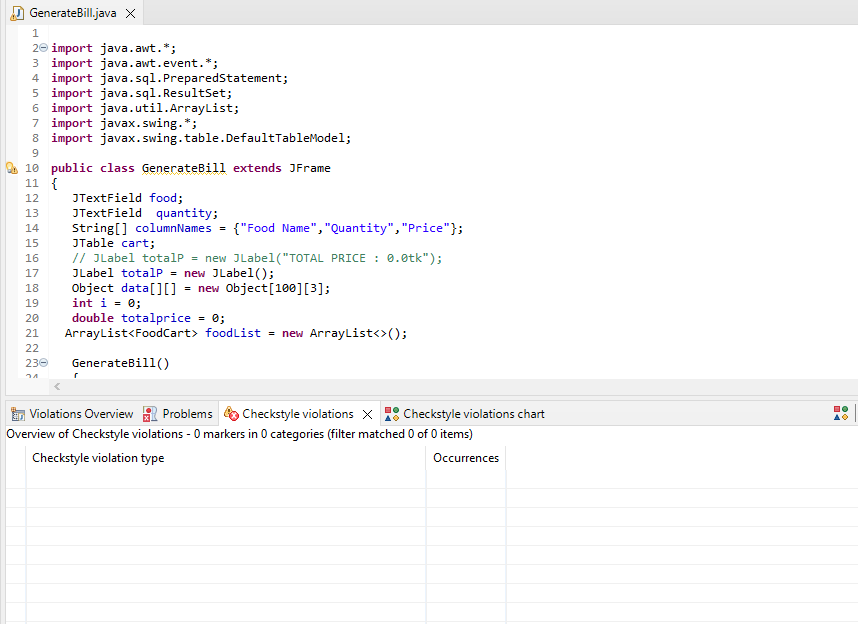 GenerateBill.java
1
2 import java.awt.*;
3 import java.awt.event.*;
4 import java.sql.PreparedStatement;
5 import java.sql.ResultSet;
6 import java.util.ArrayList;
7 import javax.swing.*;
8 import javax.swing.table.DefaultTableModel;
9
10 public class GenerateBill extends JFrame
11 {
12 JTextField food;
13 JTextField  quantity;
14 String[] columnNames = {"Food Name","Quantity","Price"};
15 JTable cart;
16 // JLabel totalP = new JLabel("TOTAL PRICE : 0.0tk");
17 JLabel totalP = new JLabel();
18 Object data[][] = new Object[100][3];
19 int i = 0;
20 double totalprice = 0;
21 ArrayList<FoodCart> foodList = new ArrayList<>();
22
23 GenerateBill()
24 {
Violations Overview Problems Checkstyle violations Checkstyle violations chart
Overview of Checkstyle violations - 0 markers in 0 categories (filter matched 0 of 0 items)
Checkstyle violation type Occurrences